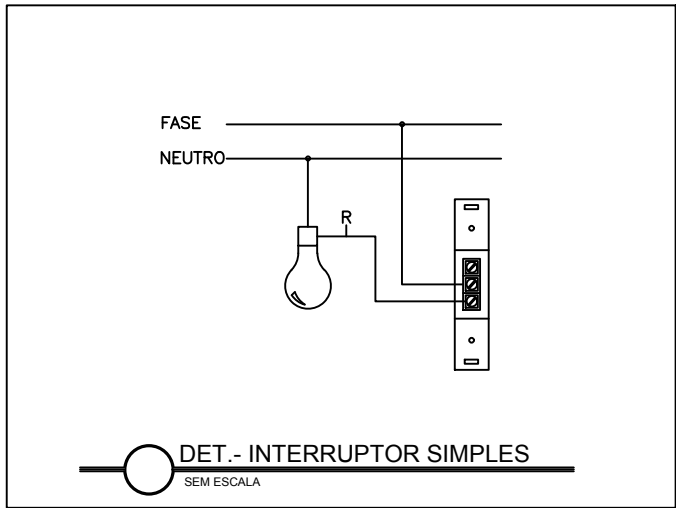 FASE
NEUTRO
R
DET.- INTERRUPTOR SIMPLES
SEM ESCALA